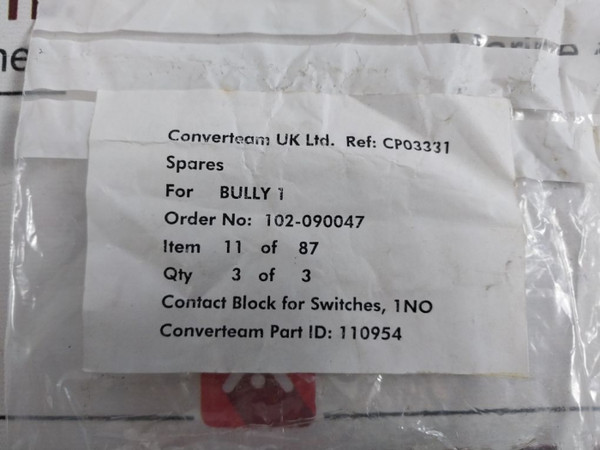 Converteam UK Ltd. Ref: CP03331
Spares
For BULLY 1
Order No: 102-090047
Item 11 of 87
Qty 3 of 3
Contact Block for Switches, 1NO
Converteam Part ID: 110954